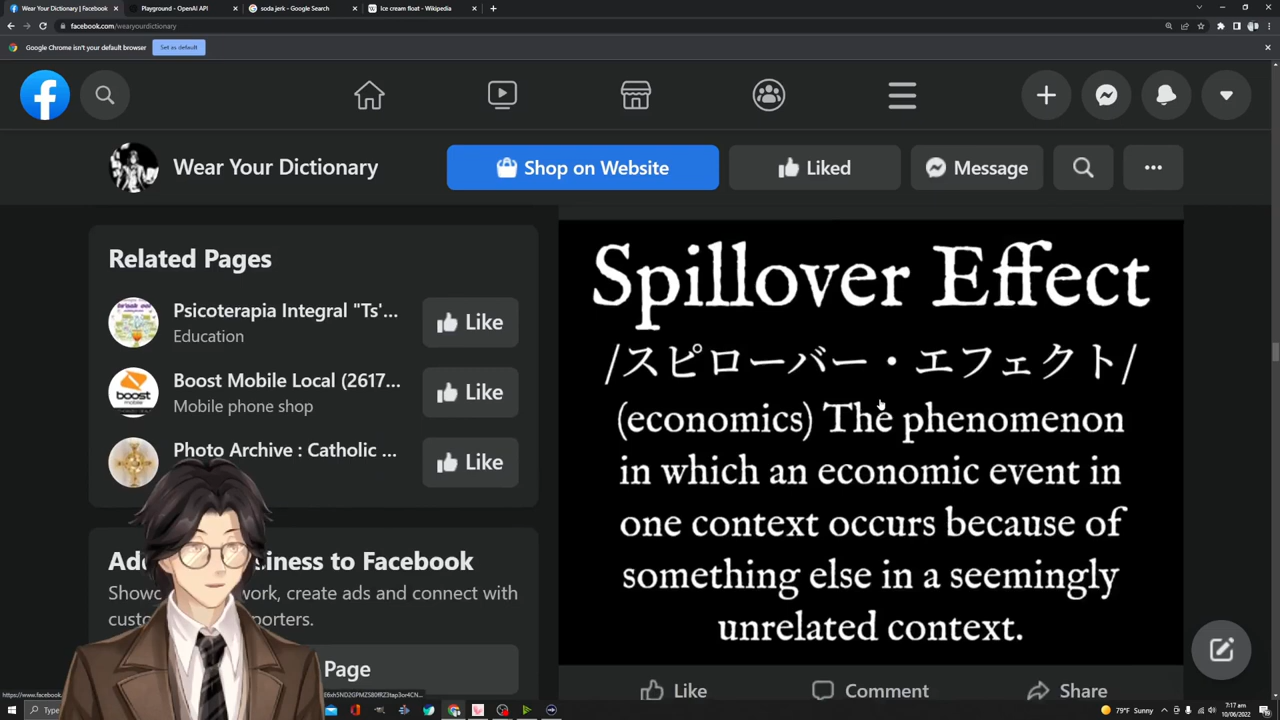 Wear Your Dictionary | Facebook
Playground - OpenAI API
soda jerk - Google Search
Ice cream float - Wikipedia
facebook.com/wearyourdictionary
Google Chrome isn't your default browser
Set as default
Wear Your Dictionary
Shop on Website
Liked
Message
Related Pages
Psicoterapia Integral "Ts'...
Education
Like
Boost Mobile Local (2617...
Mobile phone shop
Like
Photo Archive : Catholic ...
Like
iness to Facebook
work, create ads and connect with
porters.
Page
Spillover Effect
/スピローバー・エフェクト/
(economics) The phenomenon
in which an economic event in
one context occurs because of
something else in a seemingly
unrelated context.
Like
Comment
Share
Type
79°F Sunny
7:17 am
10/06/2022